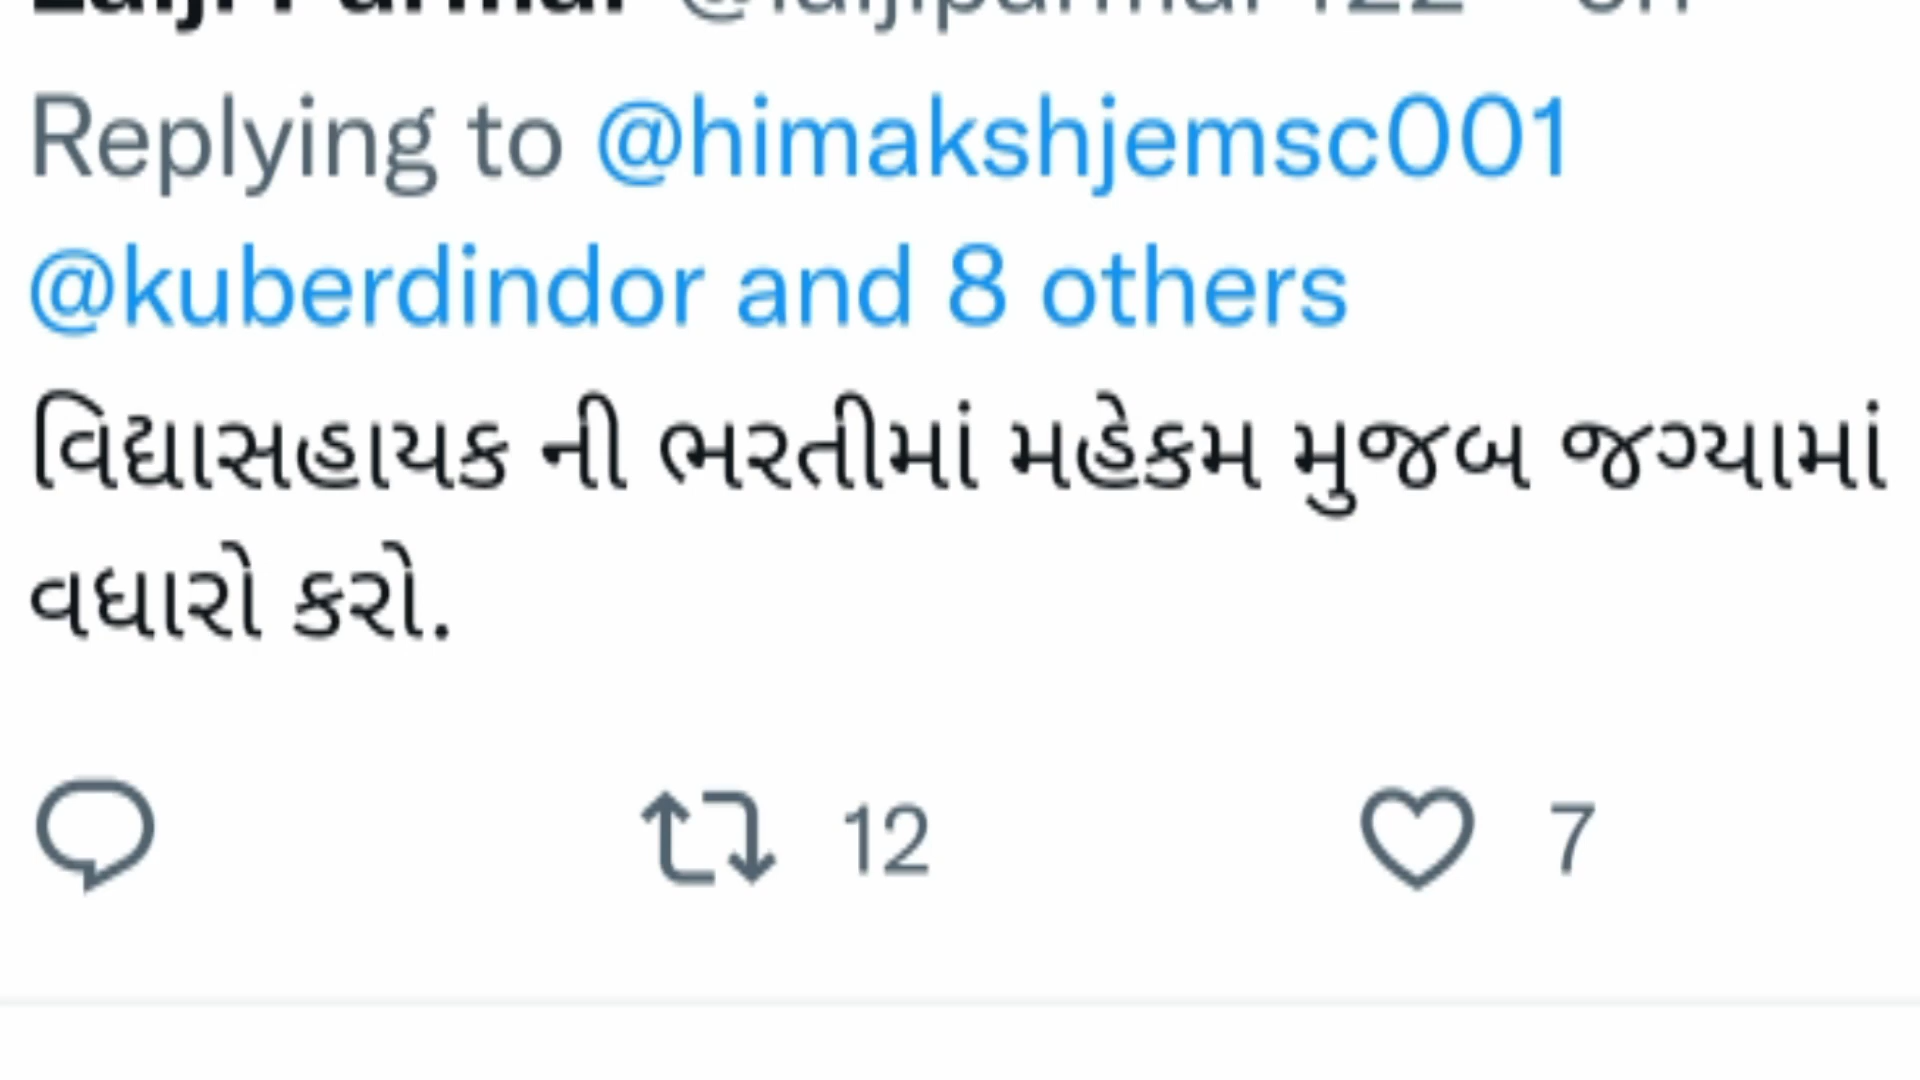 Replying to @himakshjemsc001
@kuberdindor and 8 others
વિદ્યાસહાયક ની ભરતીમાં મહેકમ મુજબ જગ્યામાં
વધારો કરો.
12 7